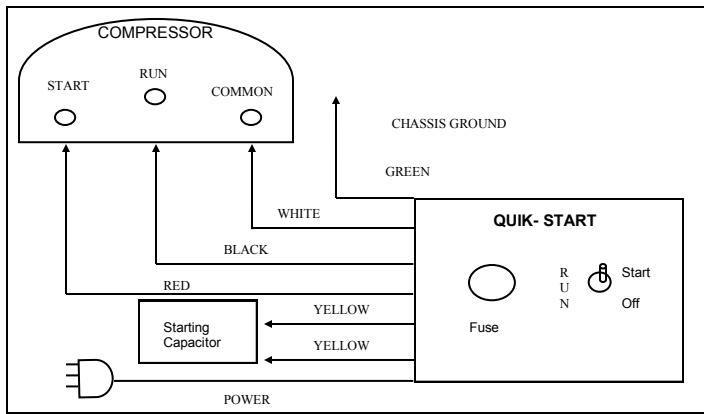 COMPRESSOR
RUN
START
COMMON
CHASSIS GROUND
GREEN
WHITE
QUIK- START
BLACK
R
U
N
Start
Off
RED
Fuse
YELLOW
Starting
Capacitor
YELLOW
POWER